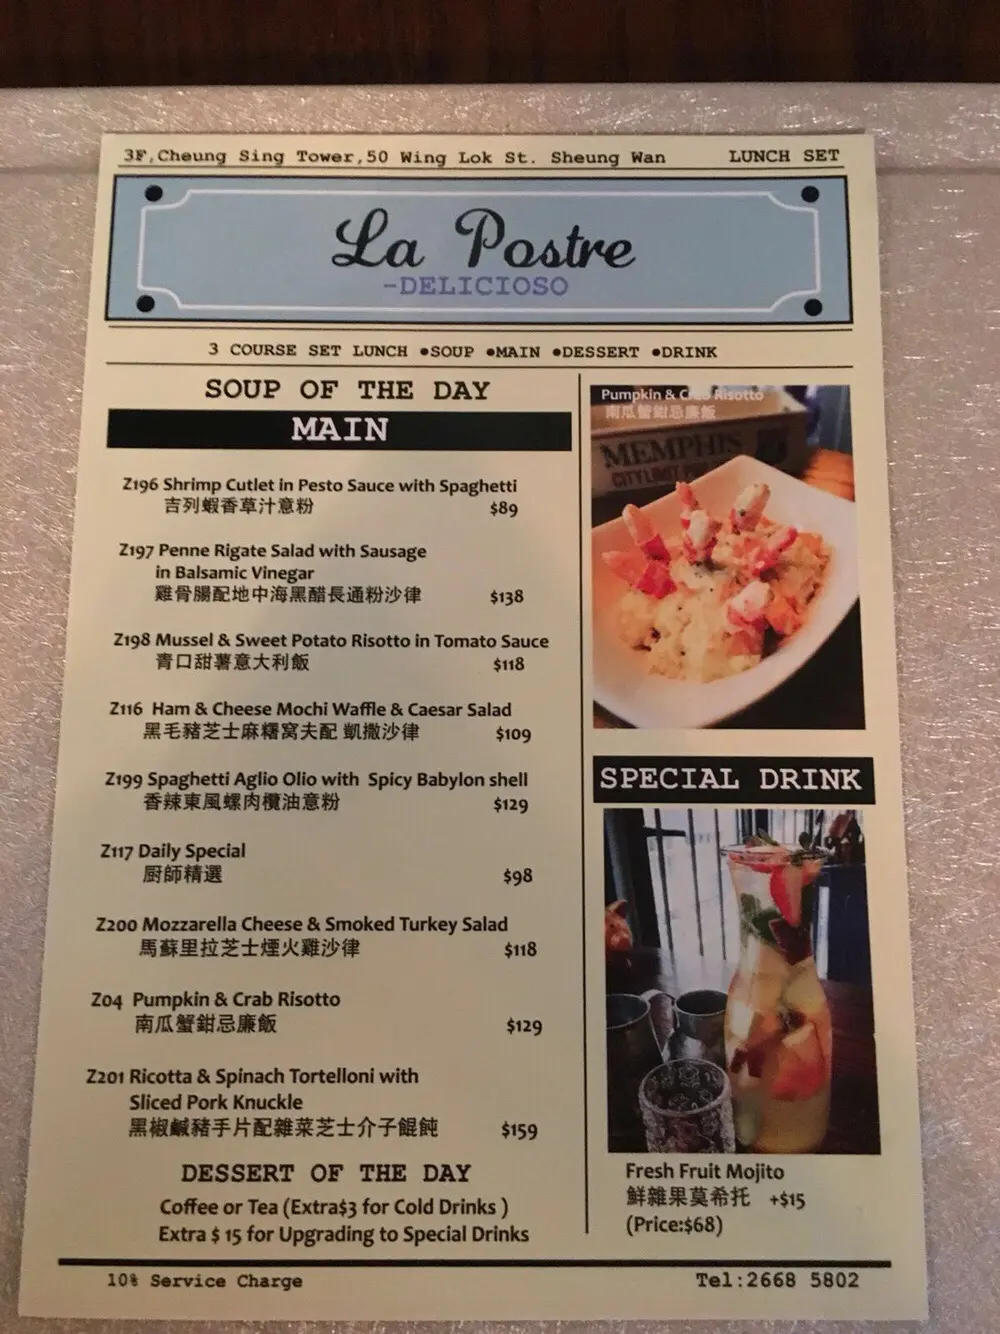 3F,Cheung Sing Tower,50 Wing Lok St. Sheung Wan LUNCH SET
La Postre
-DELICIOSO
3 COURSE SET LUNCH •SOUP •MAIN •DESSERT •DRINK
SOUP OF THE DAY
MAIN
Z196 Shrimp Cutlet in Pesto Sauce with Spaghetti
吉列蝦香草汁意粉 $89
Z197 Penne Rigate Salad with Sausage
in Balsamic Vinegar
雞骨腸配地中海黑醋長通粉沙律 $138
Z198 Mussel & Sweet Potato Risotto in Tomato Sauce
青口甜薯意大利飯 $118
Z116 Ham & Cheese Mochi Waffle & Caesar Salad
黑毛豬芝士麻糬窩夫配 凱撒沙律 $109
Z199 Spaghetti Aglio Olio with Spicy Babylon shell
香辣東風螺肉欖油意粉 $129
Z117 Daily Special
厨師精選 $98
Z200 Mozzarella Cheese & Smoked Turkey Salad
馬蘇里拉芝士煙火雞沙律 $118
Z04 Pumpkin & Crab Risotto
南瓜蟹鉗忌廉飯 $129
Z201 Ricotta & Spinach Tortelloni with
Sliced Pork Knuckle
黑椒鹹豬手片配雜菜芝士介子餛飩 $159
DESSERT OF THE DAY
Coffee or Tea (Extra$3 for Cold Drinks )
Extra $ 15 for Upgrading to Special Drinks
Pumpkin & Crab Risotto
南瓜蟹鉗忌廉飯
MEMPHIS
CITY LIMIT
SPECIAL DRINK
Fresh Fruit Mojito
鮮雜果莫希托 +$15
(Price:$68)
10% Service Charge Tel:2668 5802